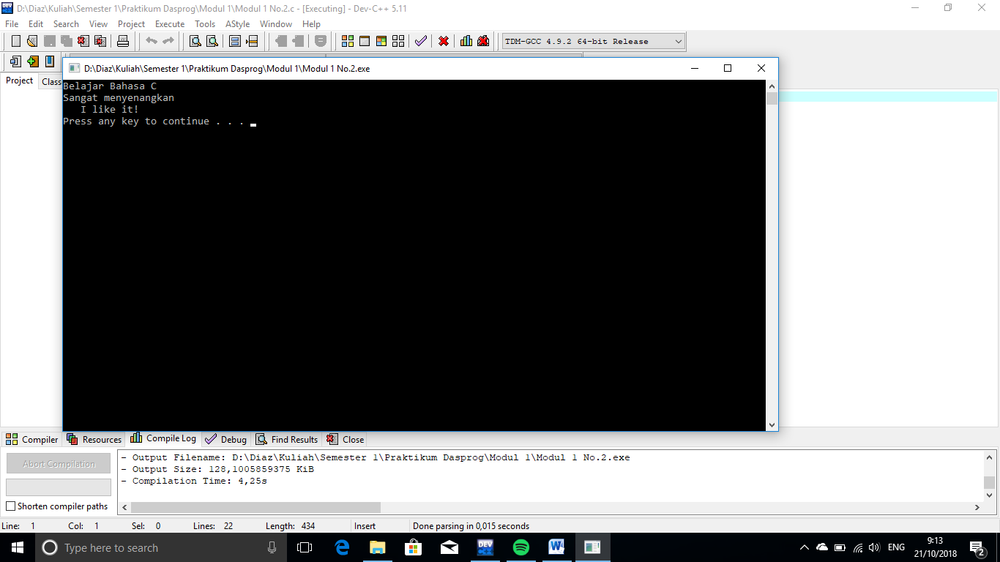 D:\Diaz\Kuliah\Semester 1\Praktikum Dasprog\Modul 1\Modul 1 No.2.c - [Executing] - Dev-C++ 5.11
File Edit Search View Project Execute Tools AStyle Window Help
TDM-GCC 4.9.2 64-bit Release
D:\Diaz\Kuliah\Semester 1\Praktikum Dasprog\Modul 1\Modul 1 No.2.exe
Project Class
Belajar Bahasa C
Sangat menyenangkan
I like it!
Press any key to continue . . .
Compiler Resources Compile Log Debug Find Results Close
Abort Compilation
- Output Filename: D:\Diaz\Kuliah\Semester 1\Praktikum Dasprog\Modul 1\Modul 1 No.2.exe
- Output Size: 128,1005859375 KiB
- Compilation Time: 4,25s
Shorten compiler paths
Line: 1 Col: 1 Sel: 0 Lines: 22 Length: 434 Insert Done parsing in 0,015 seconds
Type here to search
DEV
ENG
9:13
21/10/2018
2